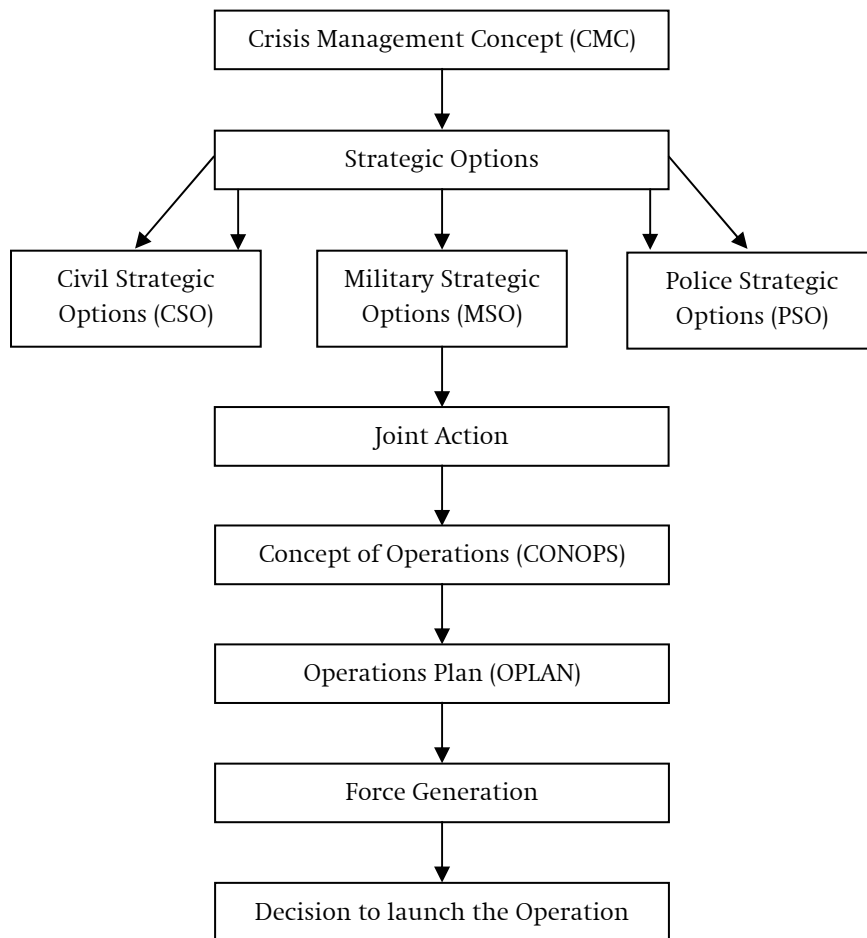 Crisis Management Concept (CMC)
Strategic Options
Civil Strategic
Options (CSO)
Military Strategic
Options (MSO)
Police Strategic
Options (PSO)
Joint Action
Concept of Operations (CONOPS)
Operations Plan (OPLAN)
Force Generation
Decision to launch the Operation